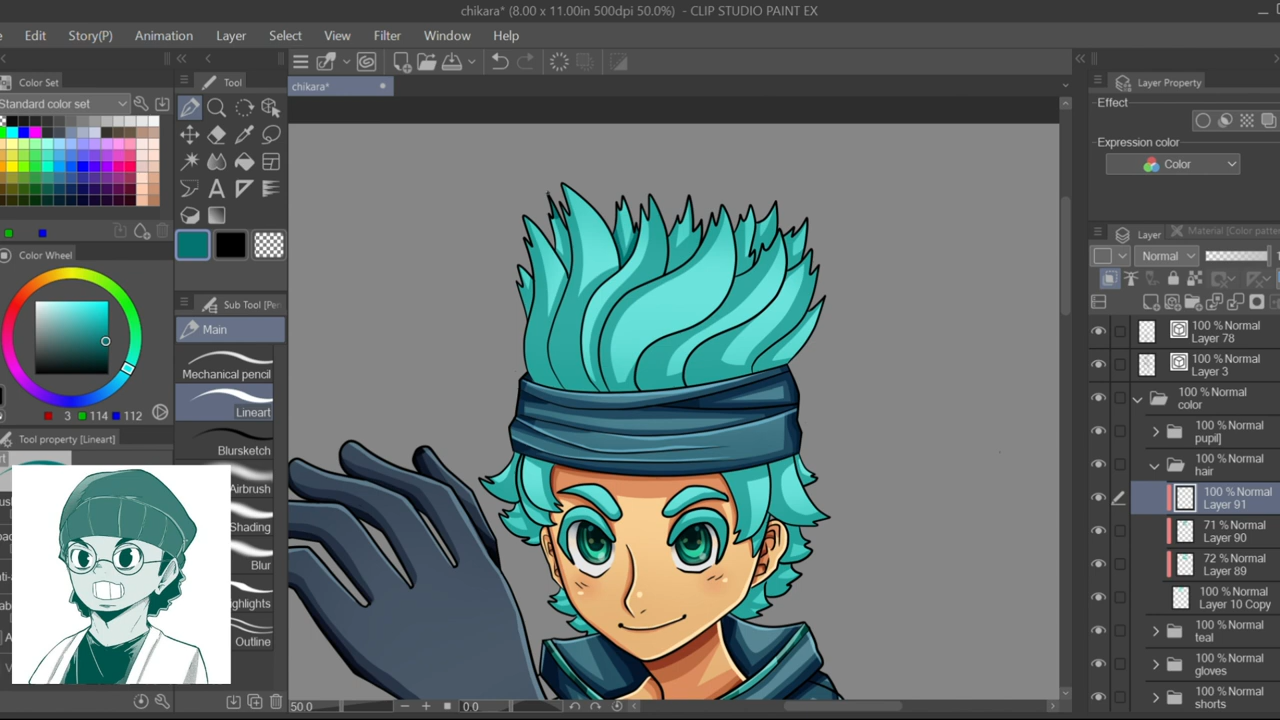 chikara* (8.00 x 11.00in 500dpi 50.0%) - CLIP STUDIO PAINT EX
Edit Story(P) Animation Layer Select View Filter Window Help
Color Set
Tool
chikara*
Layer Property
Standard color set
Effect
Expression color
Color
Layer
Material [Color patte
Normal
Color Wheel
Sub Tool [Pe
Main
Mechanical pencil
Lineart
Blursketch
Airbrush
Shading
Blur
ghlights
Outline
3 114 112
Tool property [Lineart]
100 % Normal
Layer 78
100 % Normal
Layer 3
100 % Normal
color
100 % Normal
pupil]
100 % Normal
hair
100 % Normal
Layer 91
71 % Normal
Layer 90
72 % Normal
Layer 89
100 % Normal
Layer 10 Copy
100 % Normal
teal
100 % Normal
gloves
100 % Normal
shorts
50.0
0.0